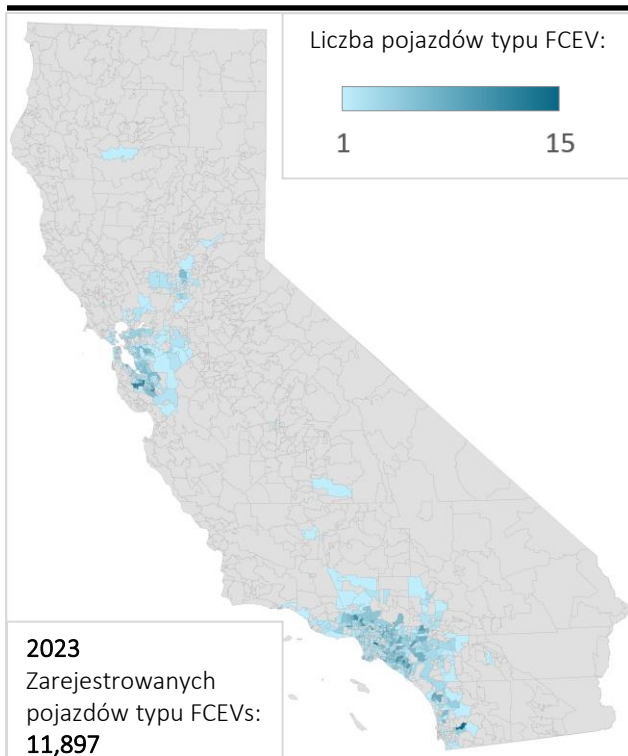 Liczba pojazdów typu FCEV:
1 15
2023
Zarejestrowanych
pojazdów typu FCEVs:
11,897